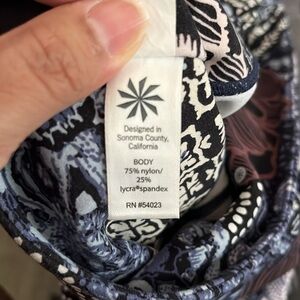 Designed in
Sonoma County,
California
BODY
75% nylon/
25%
lycra®spandex
RN #54023